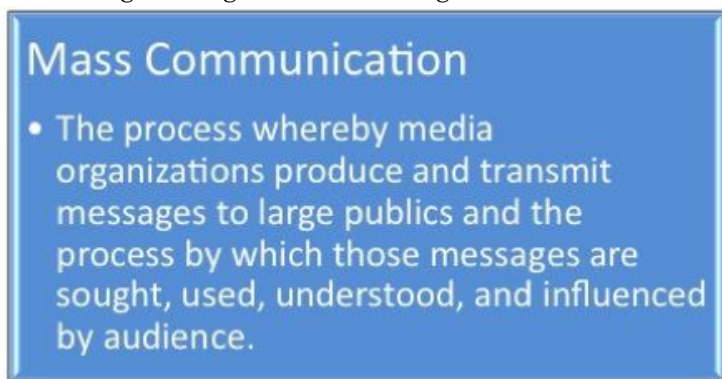 Mass Communication
• The process whereby media
organizations produce and transmit
messages to large publics and the
process by which those messages are
sought, used, understood, and influenced
by audience.